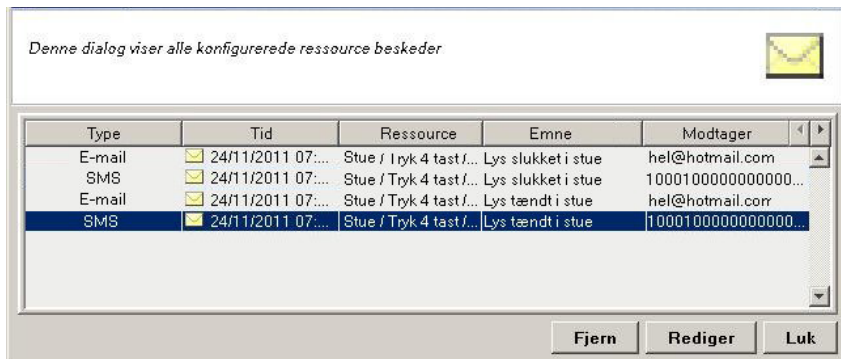 Denne dialog viser alle konfigurerede ressource beskeder
Type Tid Ressource Emne Modtager
E-mail 24/11/2011 07:... Stue / Tryk 4 tast /... Lys slukket i stue hel@hotmail.com
SMS 24/11/2011 07:... Stue / Tryk 4 tast /... Lys slukket i stue 1000100000000000...
E-mail 24/11/2011 07:... Stue / Tryk 4 tast /... Lys tændt i stue hel@hotmail.com
SMS 24/11/2011 07:... Stue / Tryk 4 tast /... Lys tændt i stue 1000100000000000...
Fjern Rediger Luk